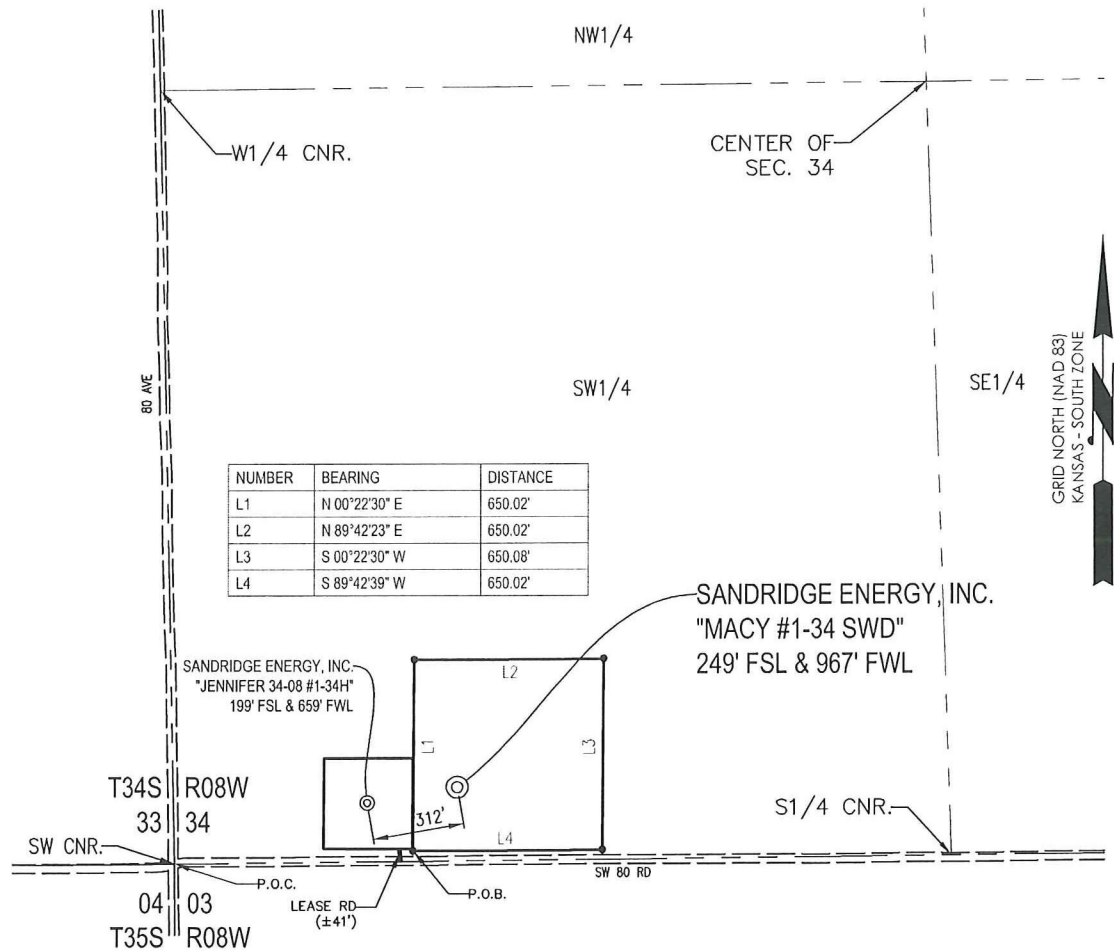 NW1/4
W1/4 CNR.
CENTER OF
SEC. 34
80 AVE
SW1/4
SE1/4
GRID NORTH (NAD 83)
KANSAS - SOUTH ZONE
NUMBER BEARING DISTANCE
L1 N 00°22'30" E 650.02'
L2 N 89°42'23" E 650.02'
L3 S 00°22'30" W 650.08'
L4 S 89°42'39" W 650.02'
SANDRIDGE ENERGY, INC.
"MACY #1-34 SWD"
249' FSL & 967' FWL
SANDRIDGE ENERGY, INC.
"JENNIFER 34-08 #1-34H"
199' FSL & 659' FWL
L2
L1
L3
312'
L4
T34S R08W
33 34
SW CNR.
S1/4 CNR.
SW 80 RD
P.O.C.
P.O.B.
LEASE RD
(±41')
04 03
T35S R08W